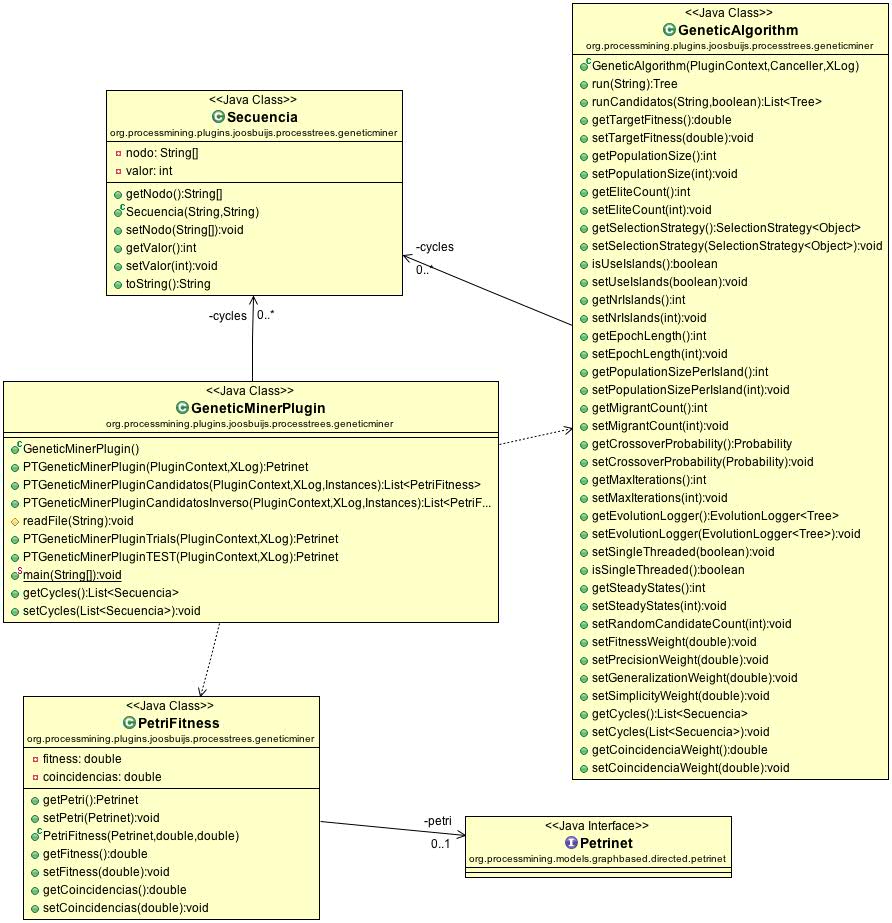 <<Java Class>>
GeneticAlgorithm
org.processmining.plugins.joosbuijs.processtrees.geneticminer
GeneticAlgorithm(PluginContext,Canceller,XLog)
run(String):Tree
runCandidatos(String,boolean):List<Tree>
getTargetFitness():double
setTargetFitness(double):void
getPopulationSize():int
setPopulationSize(int):void
getEliteCount():int
setEliteCount(int):void
getSelectionStrategy():SelectionStrategy<Object>
setSelectionStrategy(SelectionStrategy<Object>):void
isUseIslands():boolean
setUseIslands(boolean):void
getNrIslands():int
setNrIslands(int):void
getEpochLength():int
setEpochLength(int):void
getPopulationSizePerIsland():int
setPopulationSizPerIsland(int):void
getMigrantCount():int
setMigrantCount(int):void
getCrossoverProbability():Probability
setCrossoverProbability(Probability):void
getMaxIterations():int
setMaxIterations(int):void
getEvolutionLogger():EvolutionLogger<Tree>
setEvolutionLogger(EvolutionLogger<Tree>):void
setSingleThreaded(boolean):void
isSingleThreaded():boolean
getSteadyStates():int
setSteadyStates(int):void
setRandomCandidateCount(int):void
setFitnessWeight(double):void
setPrecisionWeight(double):void
setGeneralizationWeight(double):void
setSimplicityWeight(double):void
getCycles():List<Secuencia>
setCycles(List<Secuencia>):void
getCoincidenciaWeight():double
setCoincidenciaWeight(double):void
<<Java Class>>
Secuencia
org.processmining.plugins.joosbuijs.processtrees.geneticminer
nodo: String[]
valor: int
getNodo():String[]
Secuencia(String,String)
setNodo(String[]):void
getValor():int
setValor(int):void
toString():String
-cycles
0..*
-cycles
0..*
<<Java Class>>
GeneticMinerPlugin
org.processmining.plugins.joosbuijs.processtrees.geneticminer
GeneticMinerPlugin()
PTGeneticMinerPlugin(PluginContext,XLog):Petrinet
PTGeneticMinerPluginCandidatos(PluginContext,XLog,Instances):List<PetriFitness>
PTGeneticMinerPluginCandidatosInverso(PluginContext,XLog,Instances):List<PetriF...
readFile(String):void
PTGeneticMinerPluginTrials(PluginContext,XLog):Petrinet
PTGeneticMinerPluginTEST(PluginContext,XLog):Petrinet
main(String[]):void
getCycles():List<Secuencia>
setCycles(List<Secuencia>):void
<<Java Class>>
PetriFitness
org.processmining.plugins.joosbuijs.processtrees.geneticminer
fitness: double
coincidencias: double
getPetri():Petrinet
setPetri(Petrinet):void
PetriFitness(Petrinet,double,double)
getFitness():double
setFitness(double):void
getCoincidencias():double
setCoincidencias(double):void
-petri
0..1
<<Java Interface>>
Petrinet
org.processmining.models.graphbased.directed.petrinet